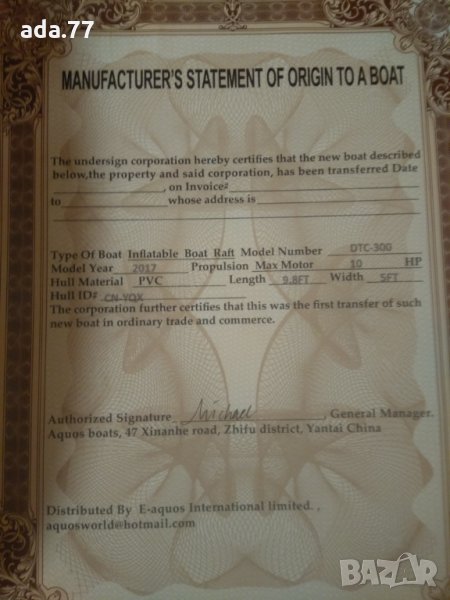 ada.77
MANUFACTURER'S STATEMENT OF ORIGIN TO A BOAT
The undersign corporation hereby certifies that the new boat described
below,the property and said corporation, has been transferred Date
, on Invoice#
to whose address is
Type Of Boat Inflatable Boat Raft Model Number DTC-300
Model Year 2017 Propulsion Max Motor 10 HP
Hull Material PVC Length 9.8FT Width 5FT
Hull ID# CN-YQX
The corporation further certifies that this was the first transfer of such
new boat in ordinary trade and commerce.
Authorized Signature Michael , General Manager.
Aquos boats, 47 Xinanhe road, Zhifu district, Yantai China
Distributed By E-aquos International limited. ,
aquosworld@hotmail.com
BAZAR